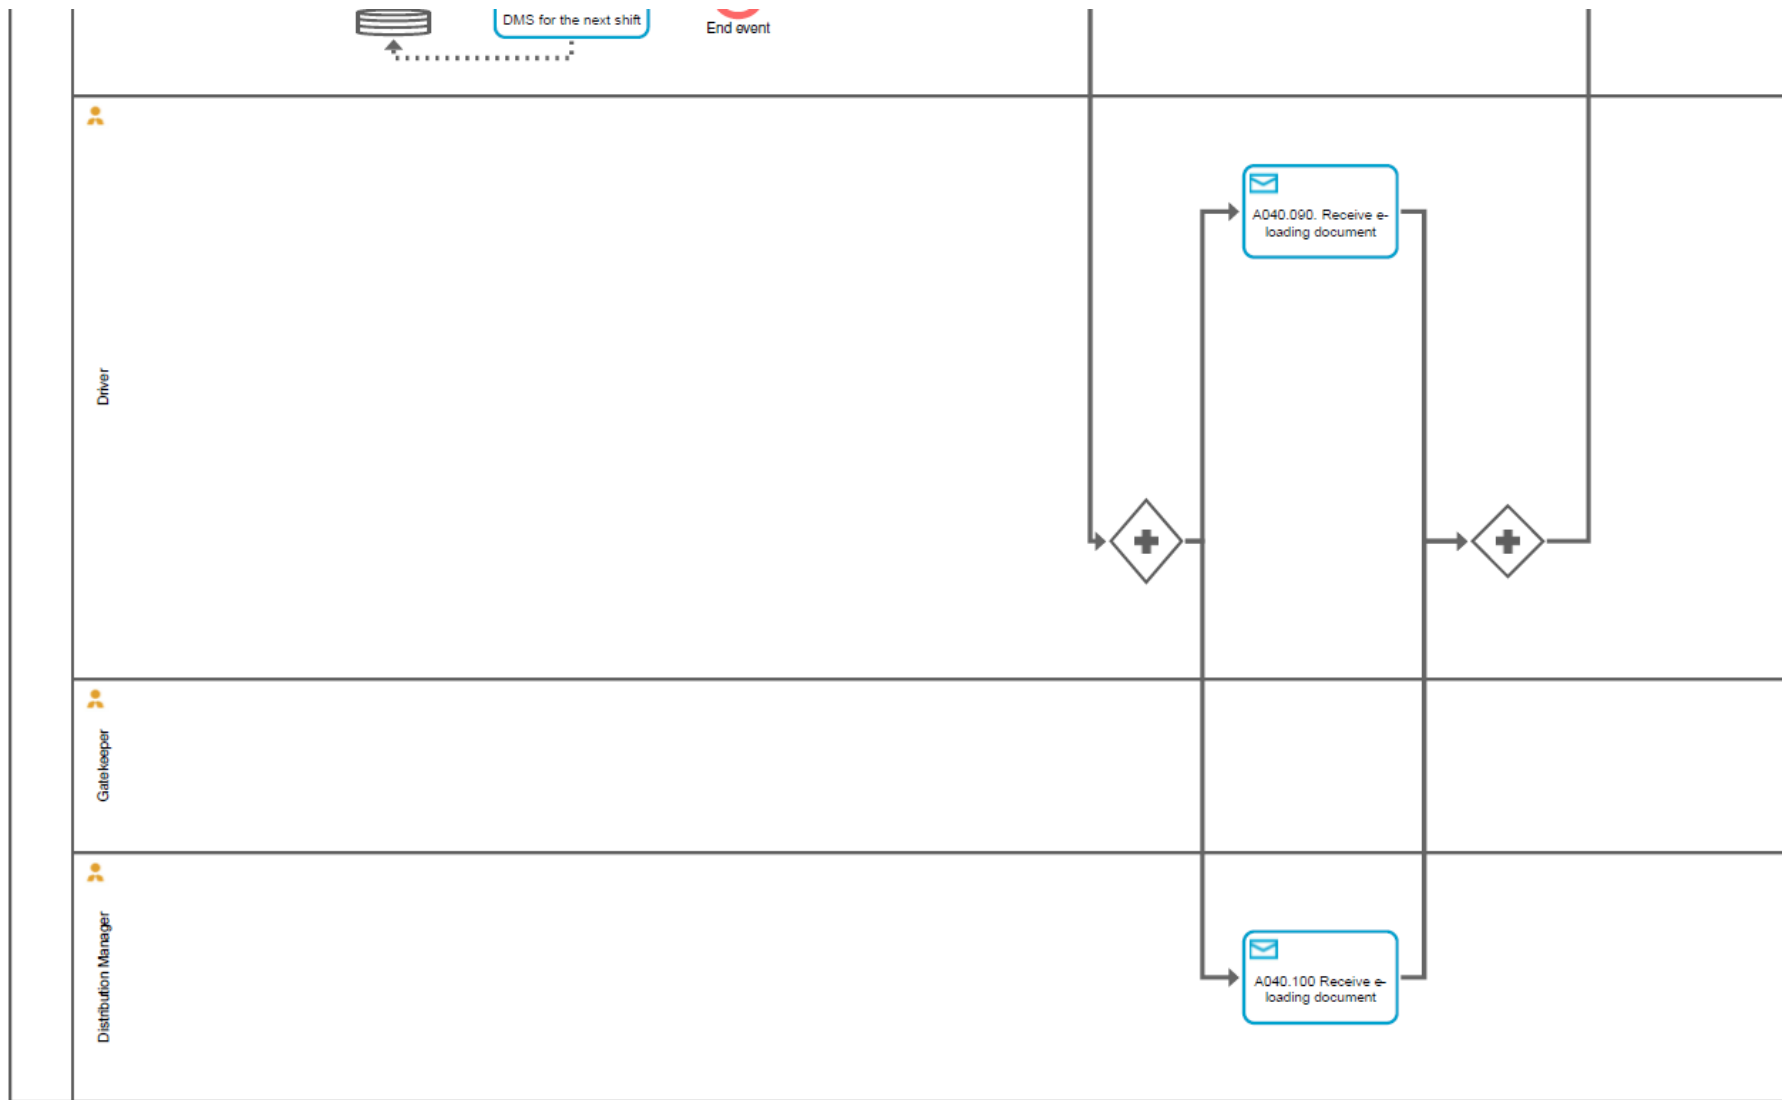 DMS for the next shift
End event
Driver
A040.090. Receive e-
loading document
Gatekeeper
Distribution Manager
A040.100 Receive e-
loading document